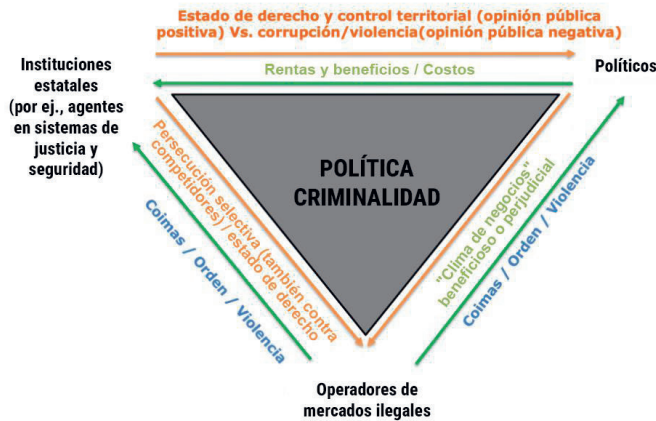 Estado de derecho y control territorial (opinión pública
positiva) Vs. corrupción/violencia(opinión pública negativa)
Instituciones
estatales
(por ej., agentes
en sistemas de
justicia y
seguridad)
Rentas y beneficios / Costos
Políticos
POLÍTICA
CRIMINALIDAD
Persecución selectiva (también contra
competidores) / estado de derecho
Coimas / Orden / Violencia
"Clima de negocios"
beneficioso o perjudicial
Coimas / Orden / Violencia
Operadores de
mercados ilegales